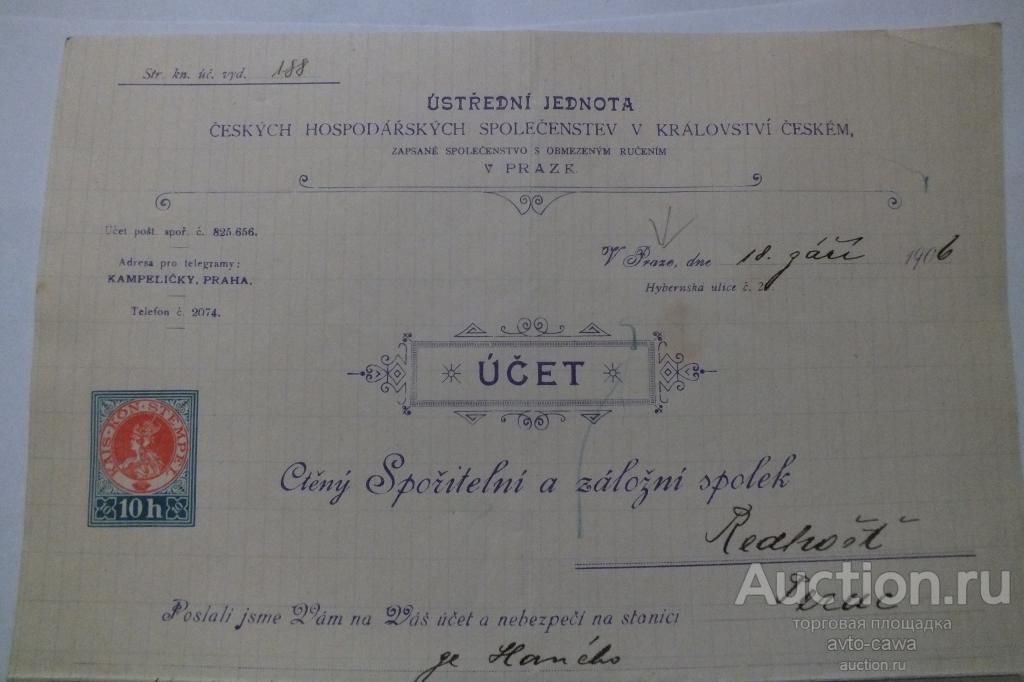 Str. kn. úč. vyd. 188
ÚSTŘEDNÍ JEDNOTA
ČESKÝCH HOSPODÁŘSKÝCH SPOLEČENSTEV V KRÁLOVSTVÍ ČESKÉM,
ZAPSANÉ SPOLEČENSTVO S OBMEZENÝM RUČENÍM
V PRAZE.
Účet pošt. spoř. č. 825.656.
Adresa pro telegramy:
KAMPELIČKY, PRAHA.
Telefon č. 2074.
V Praze, dne 18. září 1906
Hybernská ulice č.
ÚČET
KAIS·KÖN·STEMPEL
10 h
Ctěný Spořitelní a záložní spolek
Redhošť
Auction.ru
торговая площадка
avto-cawa
auction.ru
Poslali jsme Vám na Váš účet a nebezpečí na stanici